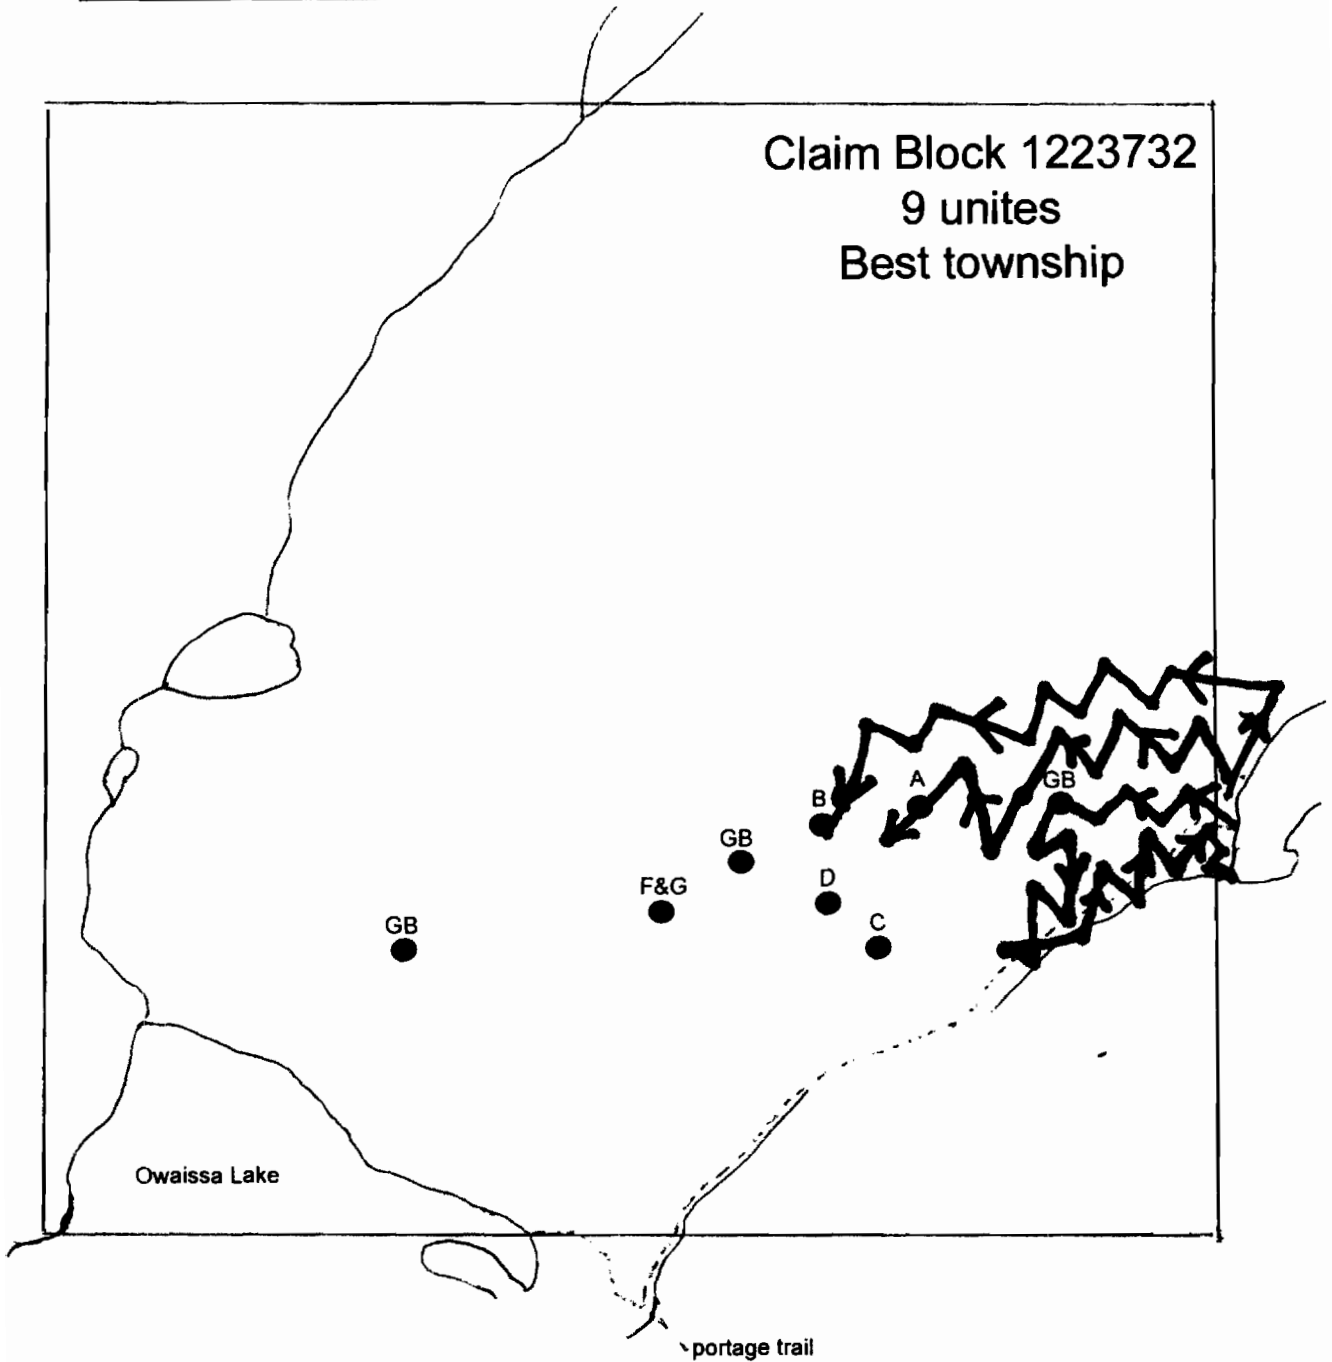 Claim Block 1223732
9 unites
Best township
GB
A
B
GB
D
F&G
C
GB
Owaissa Lake
portage trail